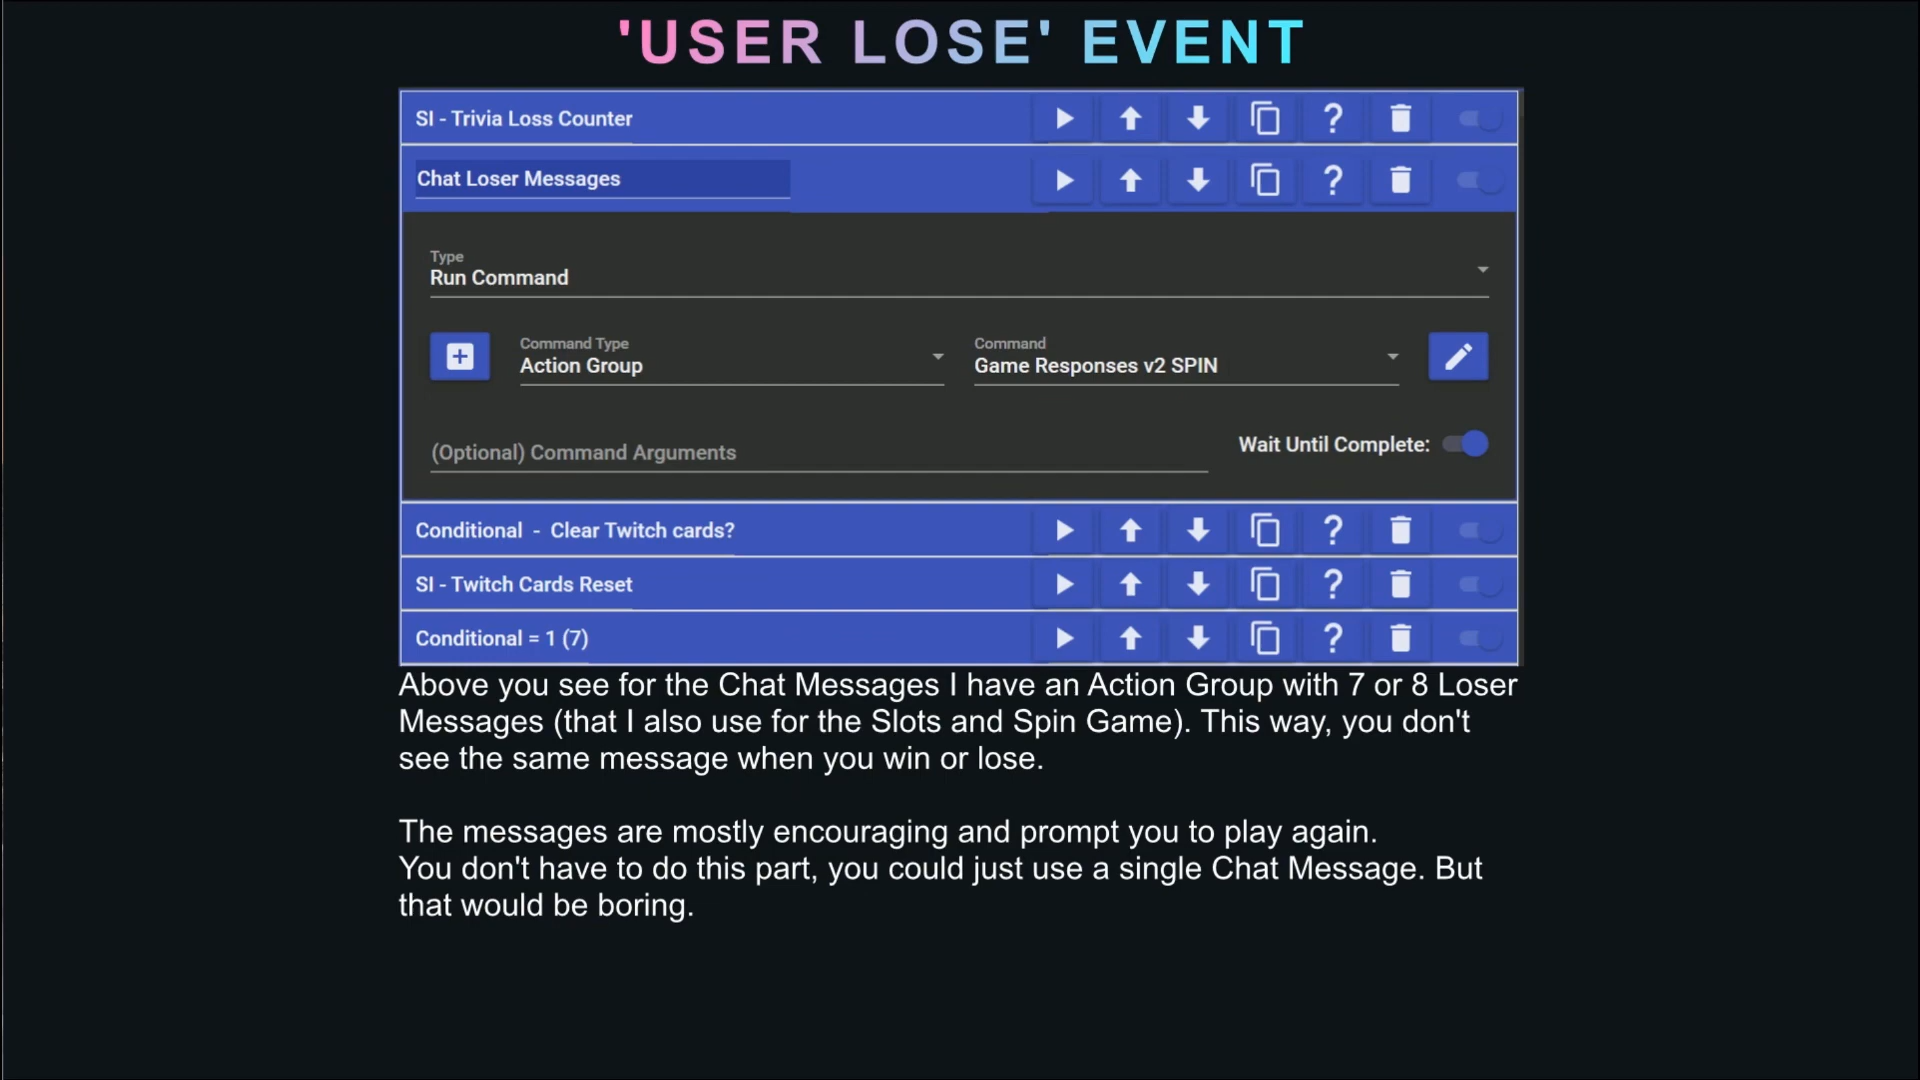 'USER LOSE' EVENT
SI - Trivia Loss Counter
Chat Loser Messages
Type
Run Command
Command Type
Action Group
Command
Game Responses v2 SPIN
(Optional) Command Arguments
Wait Until Complete:
Conditional  -  Clear Twitch cards?
SI - Twitch Cards Reset
Conditional = 1 (7)
Above you see for the Chat Messages I have an Action Group with 7 or 8 Loser
Messages (that I also use for the Slots and Spin Game). This way, you don't
see the same message when you win or lose.
The messages are mostly encouraging and prompt you to play again.
You don't have to do this part, you could just use a single Chat Message. But
that would be boring.